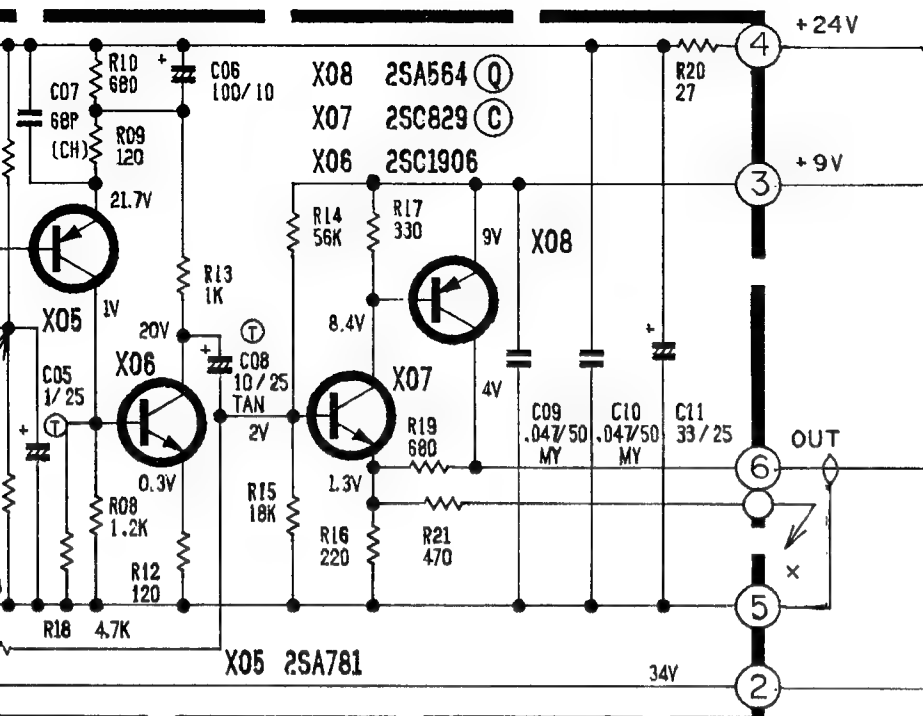 +24V
4
R10
680
+
C06
100/10
C07
68P
(CH)
R09
120
X08 2SA564 Q
X07 2SC829 C
X06 2SC1906
R20
27
+9V
3
21.7V
R14
56K
R17
330
9V
X08
X05
1V
R13
1K
20V
T
8.4V
+
X06
+
C08
10/25
TAN
2V
X07
4V
C05
1/25
+
T
R19
680
C09
.047/50
MY
C10
.047/50
MY
C11
33/25
OUT
6
0.3V
1.3V
R08
1.2K
R15
18K
R16
220
R21
470
R12
120
x
5
R18 4.7K
X05 2SA781
34V
2